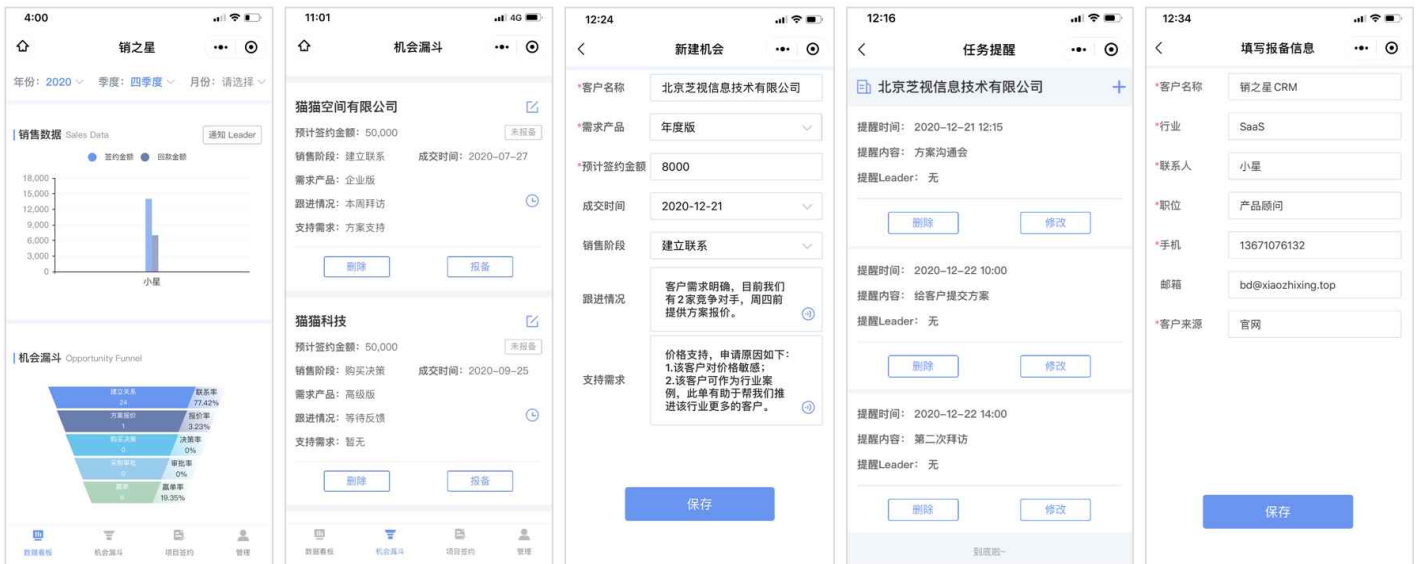 4:00
销之星
年份：2020 季度：四季度 月份：请选择
销售数据 Sales Data 通知 Leader
签约金额 回款金额
18,000
15,000
12,000
9,000
6,000
3,000
0
小星
机会漏斗 Opportunity Funnel
建立关系 联系率
24 77.42%
方案报价 报价率
1 3.23%
购买决策 决策率
0 0%
采购审批 审批率
0 0%
赢单 赢单率
6 19.35%
数据看板 机会漏斗 项目签约 管理
11:01 4G
机会漏斗
猫猫空间有限公司
预计签约金额：50,000 未报备
销售阶段：建立联系 成交时间：2020-07-27
需求产品：企业版
跟进情况：本周拜访
支持需求：方案支持
删除 报备
猫猫科技
预计签约金额：50,000 未报备
销售阶段：购买决策 成交时间：2020-09-25
需求产品：高级版
跟进情况：等待反馈
支持需求：暂无
删除 报备
数据看板 机会漏斗 项目签约 管理
12:24
新建机会
*客户名称 北京芝视信息技术有限公司
*需求产品 年度版
*预计签约金额 8000
成交时间 2020-12-21
销售阶段 建立联系
跟进情况
客户需求明确，目前我们
有2家竞争对手，周四前
提供方案报价。
支持需求
价格支持，申请原因如下：
1.该客户对价格敏感；
2.该客户可作为行业案
例，此单有助于帮我们推
进该行业更多的客户。
保存
12:16
任务提醒
北京芝视信息技术有限公司
提醒时间： 2020-12-21 12:15
提醒内容： 方案沟通会
提醒Leader： 无
删除 修改
提醒时间： 2020-12-22 10:00
提醒内容： 给客户提交方案
提醒Leader： 无
删除 修改
提醒时间： 2020-12-22 14:00
提醒内容： 第二次拜访
提醒Leader： 无
删除 修改
到底啦~
12:34
填写报备信息
*客户名称 销之星CRM
*行业 SaaS
*联系人 小星
*职位 产品顾问
*手机 13671076132
邮箱 bd@xiaozhixing.top
*客户来源 官网
保存